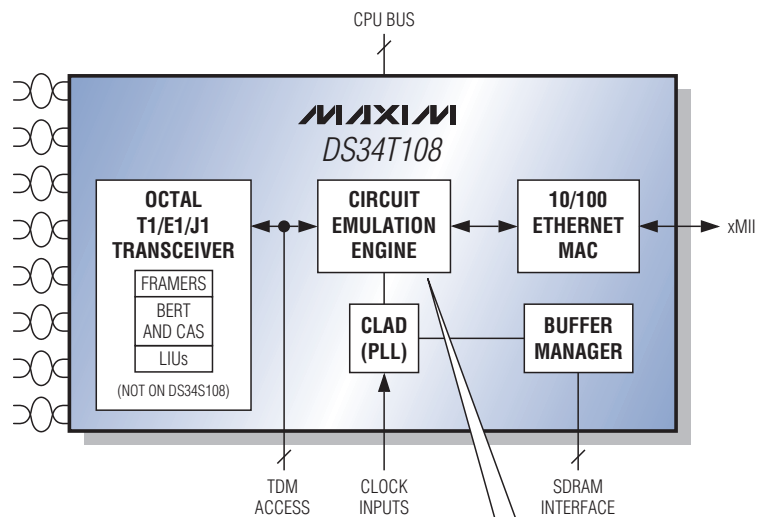 CPU BUS
MAXIM
DS34T108
OCTAL
T1/E1/J1
TRANSCEIVER
FRAMERS
BERT
AND CAS
LIUs
(NOT ON DS34S108)
CIRCUIT
EMULATION
ENGINE
10/100
ETHERNET
MAC
xMII
CLAD
(PLL)
BUFFER
MANAGER
TDM
ACCESS
CLOCK
INPUTS
SDRAM
INTERFACE